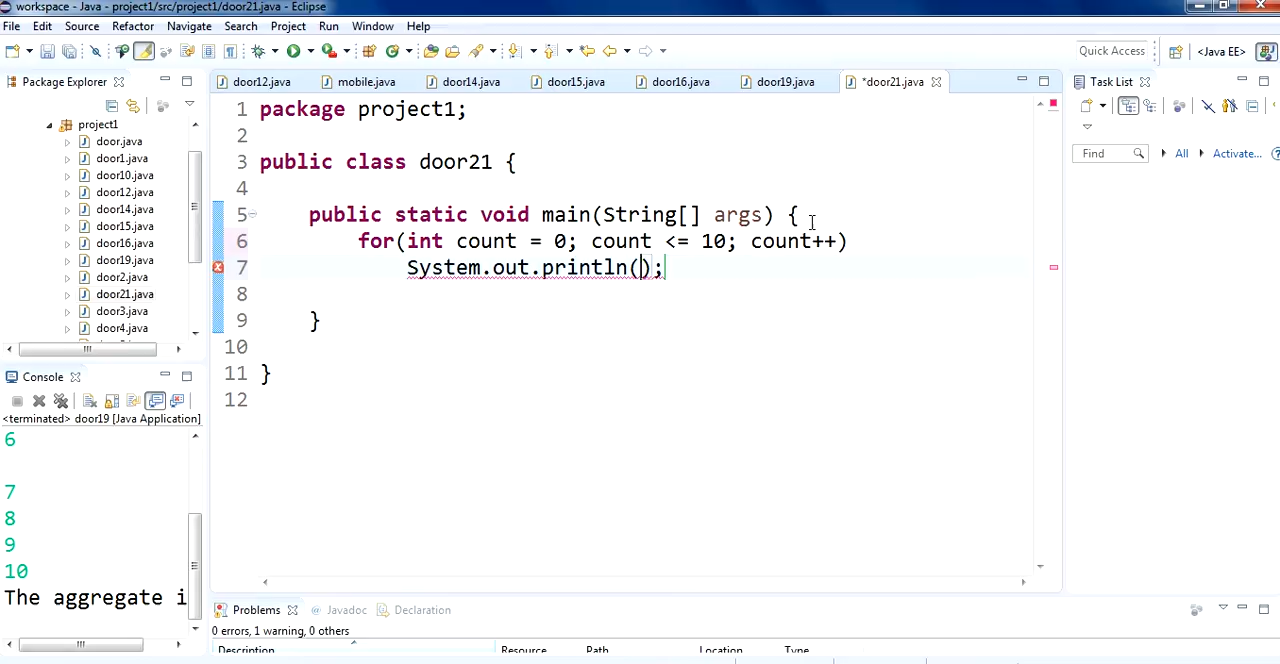 workspace - Java - project1/src/project1/door21.java - Eclipse
File Edit Source Refactor Navigate Search Project Run Window Help
Quick Access <Java EE>
Package Explorer
door12.java mobile.java door14.java door15.java door16.java door19.java *door21.java
Task List
project1
door.java
door1.java
door10.java
door12.java
door14.java
door15.java
door16.java
door19.java
door2.java
door21.java
door3.java
door4.java
1 package project1;
2
3 public class door21 {
4
5 public static void main(String[] args) {
6 for(int count = 0; count <= 10; count++)
7 System.out.println();
8
9 }
10
11 }
12
Find All Activate...
Console
<terminated> door19 [Java Application]
6
7
8
9
10
The aggregate i
Problems Javadoc Declaration
0 errors, 1 warning, 0 others
Description Resource Path Location Type